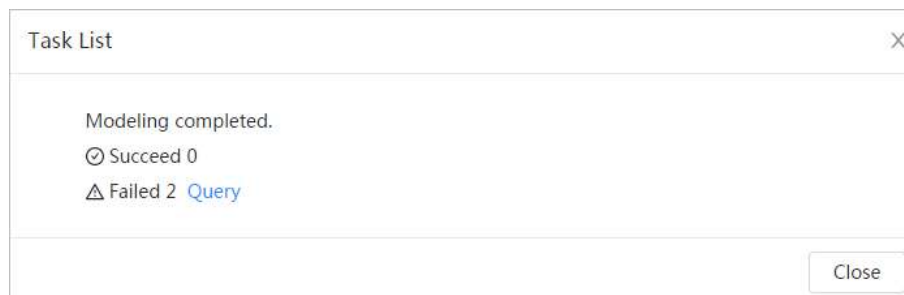 Task List
Modeling completed.
Succeed 0
Failed 2 Query
Close